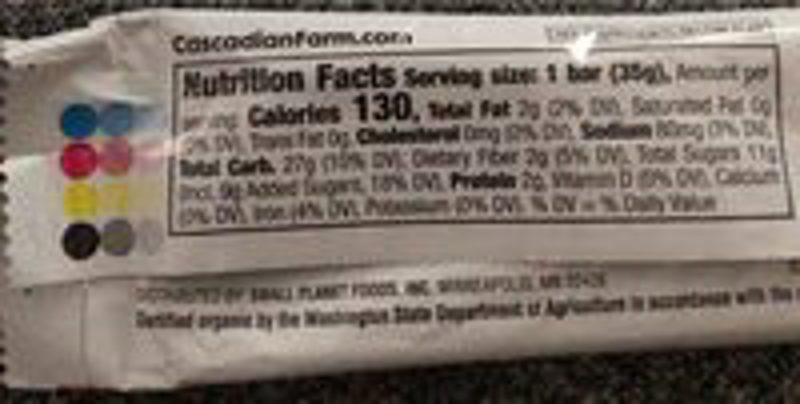 CascadianFarm.com
Nutrition Facts Serving size: 1 bar (35g), Amount per
serving: Calories 130, Total Fat 2g (2% DV), Saturated Fat 0g
(0% DV), Trans Fat 0g, Cholesterol 0mg (0% DV), Sodium 80mg (3% DV),
Total Carb. 27g (10% DV), Dietary Fiber 2g (5% DV), Total Sugars 11g
(Incl. 9g Added Sugars, 18% DV), Protein 2g, Vitamin D (0% DV), Calcium
(0% DV), Iron (4% DV), Potassium (0% DV). % DV = % Daily Value
DISTRIBUTED BY SMALL PLANET FOODS, INC. MINNEAPOLIS, MN
Certified organic by the Washington State Department of Agriculture in accordance with the